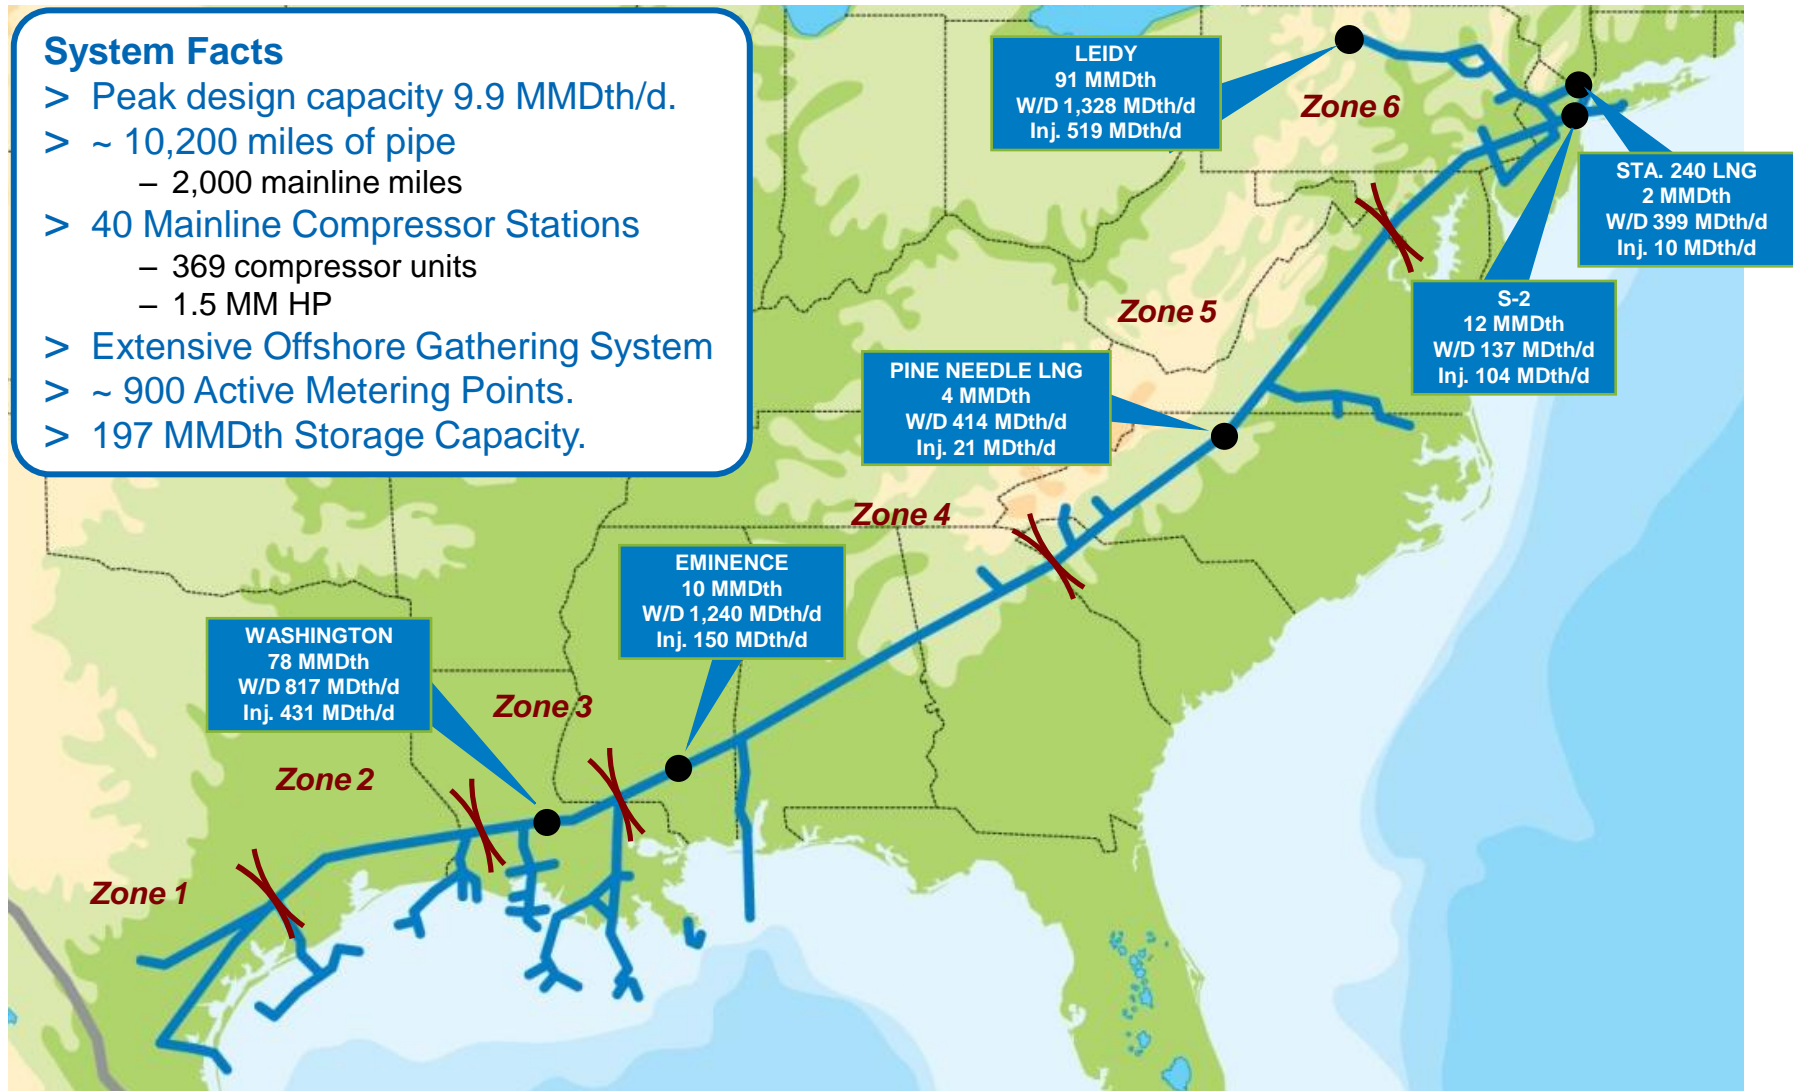 System Facts
> Peak design capacity 9.9 MMDth/d.
> ~ 10,200 miles of pipe
– 2,000 mainline miles
> 40 Mainline Compressor Stations
– 369 compressor units
– 1.5 MM HP
> Extensive Offshore Gathering System
> ~ 900 Active Metering Points.
> 197 MMDth Storage Capacity.
LEIDY
91 MMDth
W/D 1,328 MDth/d
Inj. 519 MDth/d
Zone 6
STA. 240 LNG
2 MMDth
W/D 399 MDth/d
Inj. 10 MDth/d
S-2
12 MMDth
W/D 137 MDth/d
Inj. 104 MDth/d
Zone 5
PINE NEEDLE LNG
4 MMDth
W/D 414 MDth/d
Inj. 21 MDth/d
Zone 4
EMINENCE
10 MMDth
W/D 1,240 MDth/d
Inj. 150 MDth/d
WASHINGTON
78 MMDth
W/D 817 MDth/d
Inj. 431 MDth/d
Zone 3
Zone 2
Zone 1